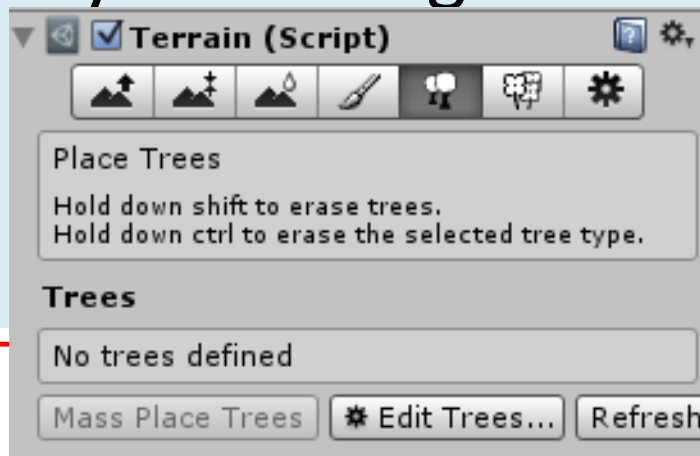 Terrain (Script)
Place Trees
Hold down shift to erase trees.
Hold down ctrl to erase the selected tree type.
Trees
No trees defined
Mass Place Trees Edit Trees... Refresh